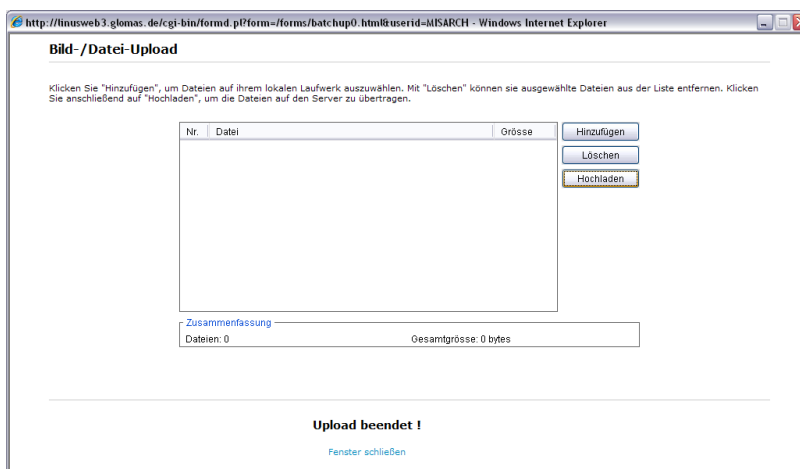 http://linusweb3.glomas.de/cgi-bin/formd.pl?form=/forms/batchup0.html&userid=MISARCH - Windows Internet Explorer
Bild-/Datei-Upload
Klicken Sie "Hinzufügen", um Dateien auf ihrem lokalen Laufwerk auszuwählen. Mit "Löschen" können sie ausgewählte Dateien aus der Liste entfernen. Klicken
Sie anschließend auf "Hochladen", um die Dateien auf den Server zu übertragen.
Nr. Datei Grösse
Hinzufügen
Löschen
Hochladen
Zusammenfassung
Dateien: 0 Gesamtgrösse: 0 bytes
Upload beendet !
Fenster schließen